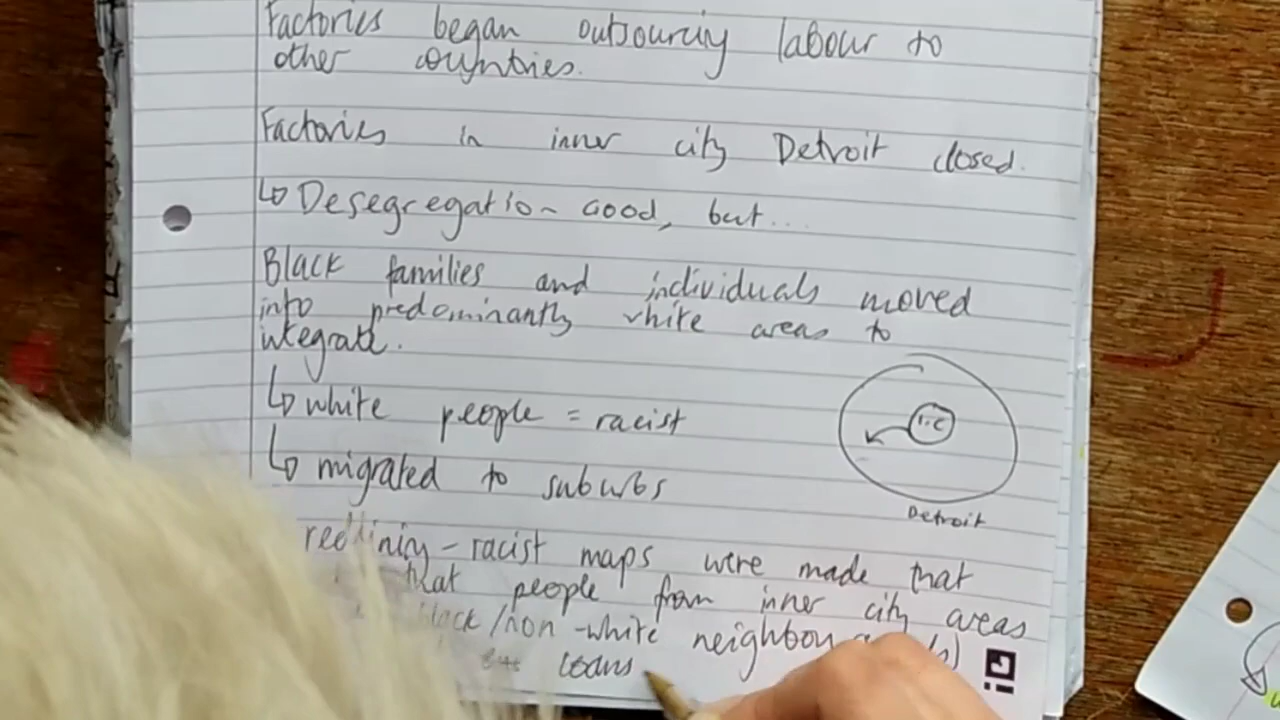 Factories began outsourcing labour to
other countries.
Factories in inner city Detroit closed.
↳ Desegregation Good, but...
Black families and individuals moved
into predominantly white areas to
integrate.
↳ white people = racist
↳ migrated to suburbs
i.c
Detroit
redlining - racist maps were made that
that people from inner city areas
/non-white
loans